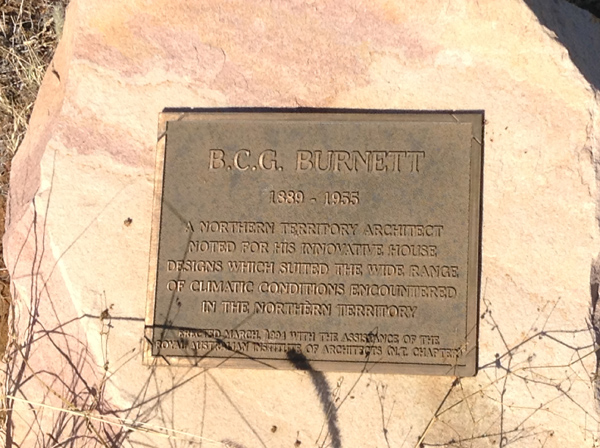 B.C.G. BURNETT
1889 - 1955
A NORTHERN TERRITORY ARCHITECT
NOTED FOR HIS INNOVATIVE HOUSE
DESIGNS WHICH SUITED THE WIDE RANGE
OF CLIMATIC CONDITIONS ENCOUNTERED
IN THE NORTHERN TERRITORY
ERECTED MARCH, 1994 WITH THE ASSISTANCE OF THE
ROYAL AUSTRALIAN INSTITUTE OF ARCHITECTS (N.T. CHAPTER)